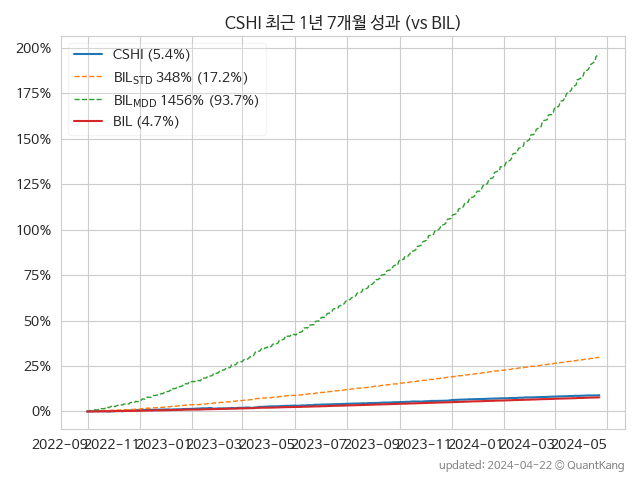 CSHI 최근 1년 7개월 성과 (vs BIL)
200%
175%
150%
125%
100%
75%
50%
25%
0%
CSHI (5.4%)
BILSTD 348% (17.2%)
BILMDD 1456% (93.7%)
BIL (4.7%)
2022-09 2022-11 2023-01 2023-03 2023-05 2023-07 2023-09 2023-11 2024-01 2024-03 2024-05
updated: 2024-04-22 © QuantKang